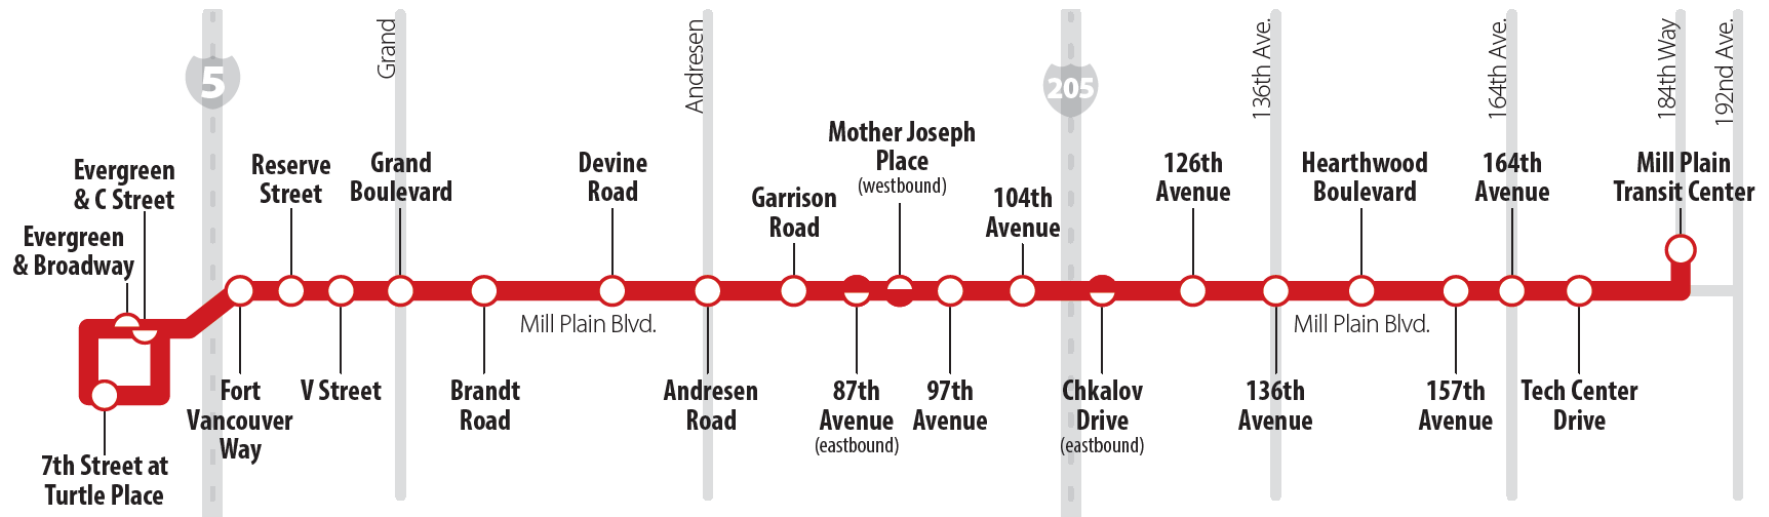 5
Grand
Andresen
205
136th Ave.
164th Ave.
184th Way
192nd Ave.
Evergreen
& C Street
Evergreen
& Broadway
Reserve
Street
Grand
Boulevard
Devine
Road
Garrison
Road
Mother Joseph
Place
(westbound)
104th
Avenue
126th
Avenue
Hearthwood
Boulevard
164th
Avenue
Mill Plain
Transit Center
Mill Plain Blvd.
Mill Plain Blvd.
7th Street at
Turtle Place
Fort
Vancouver
Way
V Street
Brandt
Road
Andresen
Road
87th
Avenue
(eastbound)
97th
Avenue
Chkalov
Drive
(eastbound)
136th
Avenue
157th
Avenue
Tech Center
Drive